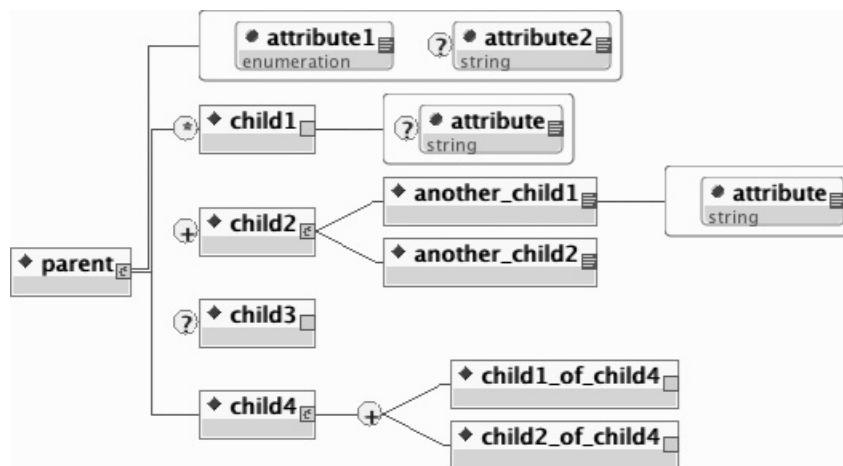 attribute1
enumeration
?
attribute2
string
*
child1
?
attribute
string
+
child2
another_child1
attribute
string
another_child2
parent
?
child3
child4
+
child1_of_child4
child2_of_child4